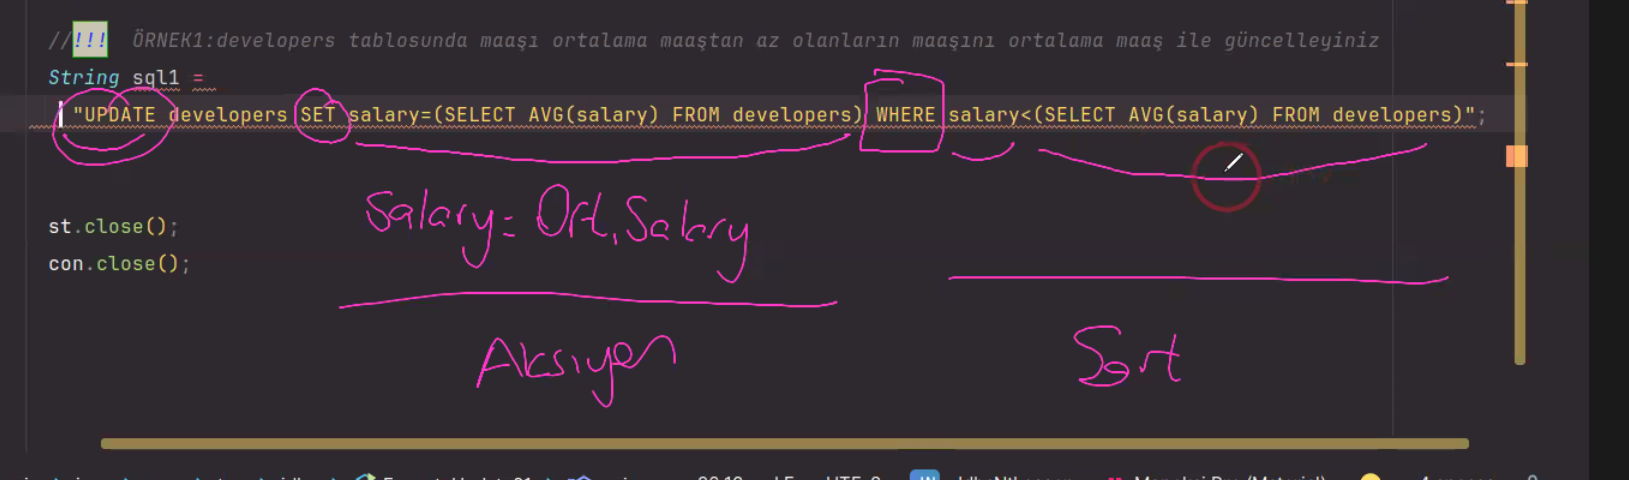 //!!! ÖRNEK1:developers tablosunda maaşı ortalama maaştan az olanların maaşını ortalama maaş ile güncelleyiniz
String sql1 =
"UPDATE developers SET salary=(SELECT AVG(salary) FROM developers) WHERE salary<(SELECT AVG(salary) FROM developers)";
Salary= Ort. Salary
st.close();
con.close();
Aksıyon
Sart